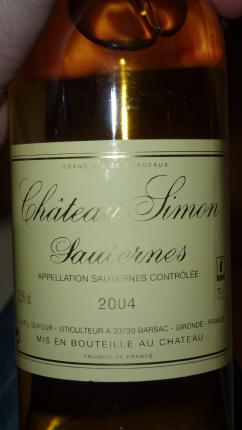 GRAND VIN DE BORDEAUX
Château Simon
Sauternes
APPELLATION SAUTERNES CONTRÔLÉE
2004
DUFOUR - VITICULTEUR A 33720 BARSAC - GIRONDE - FRANCE
MIS EN BOUTEILLE AU CHATEAU
PRODUIT DE FRANCE